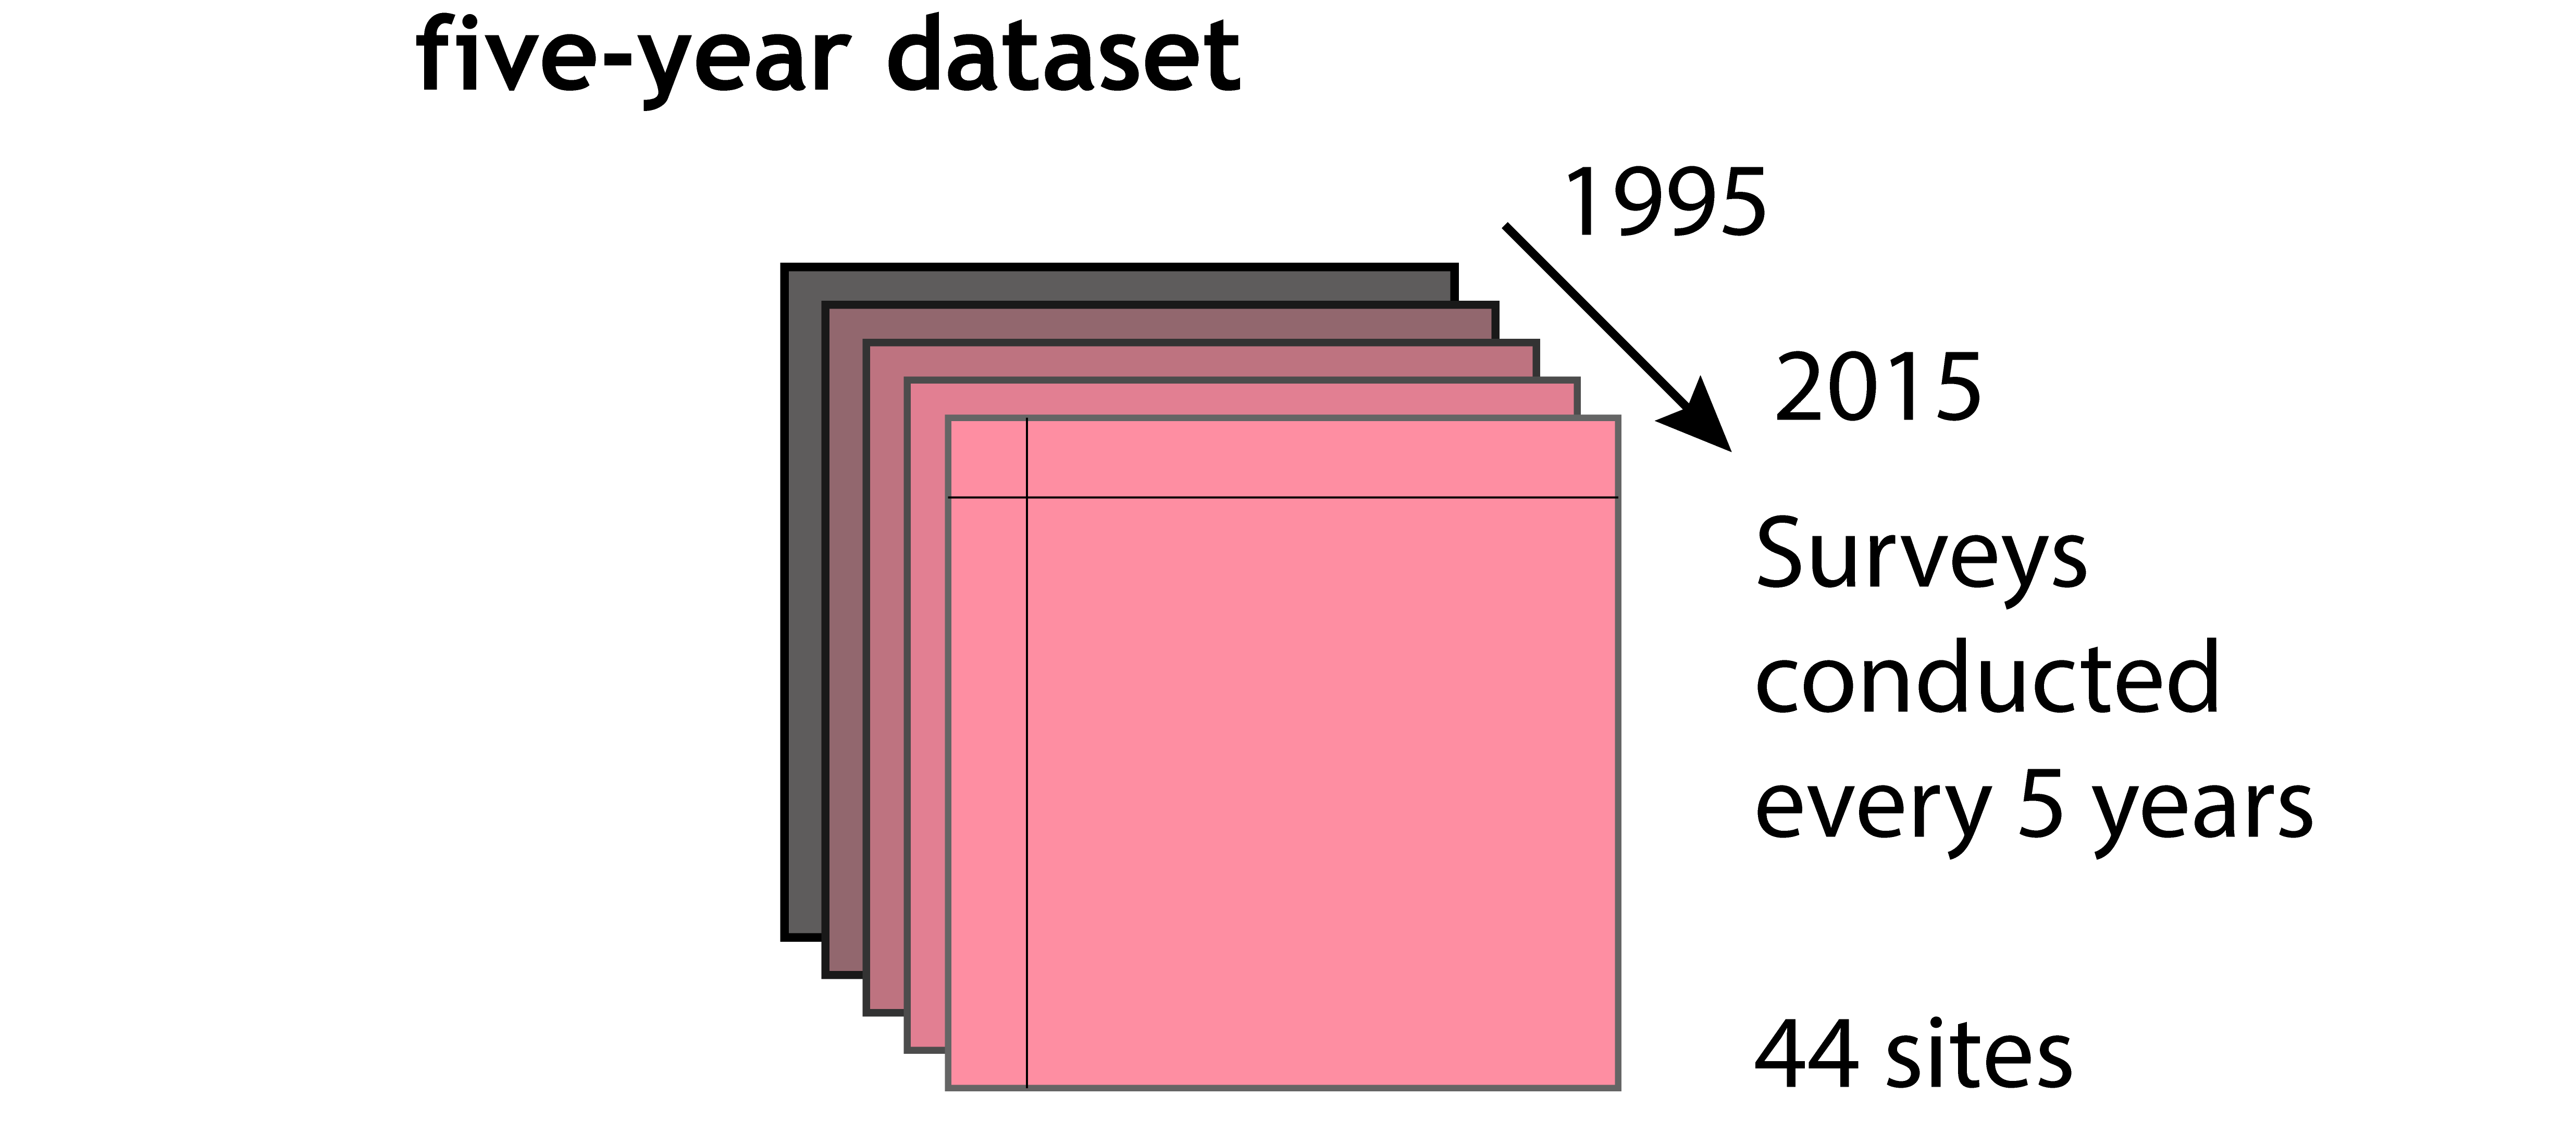 five-year dataset
1995
2015
Surveys
conducted
every 5 years
44 sites